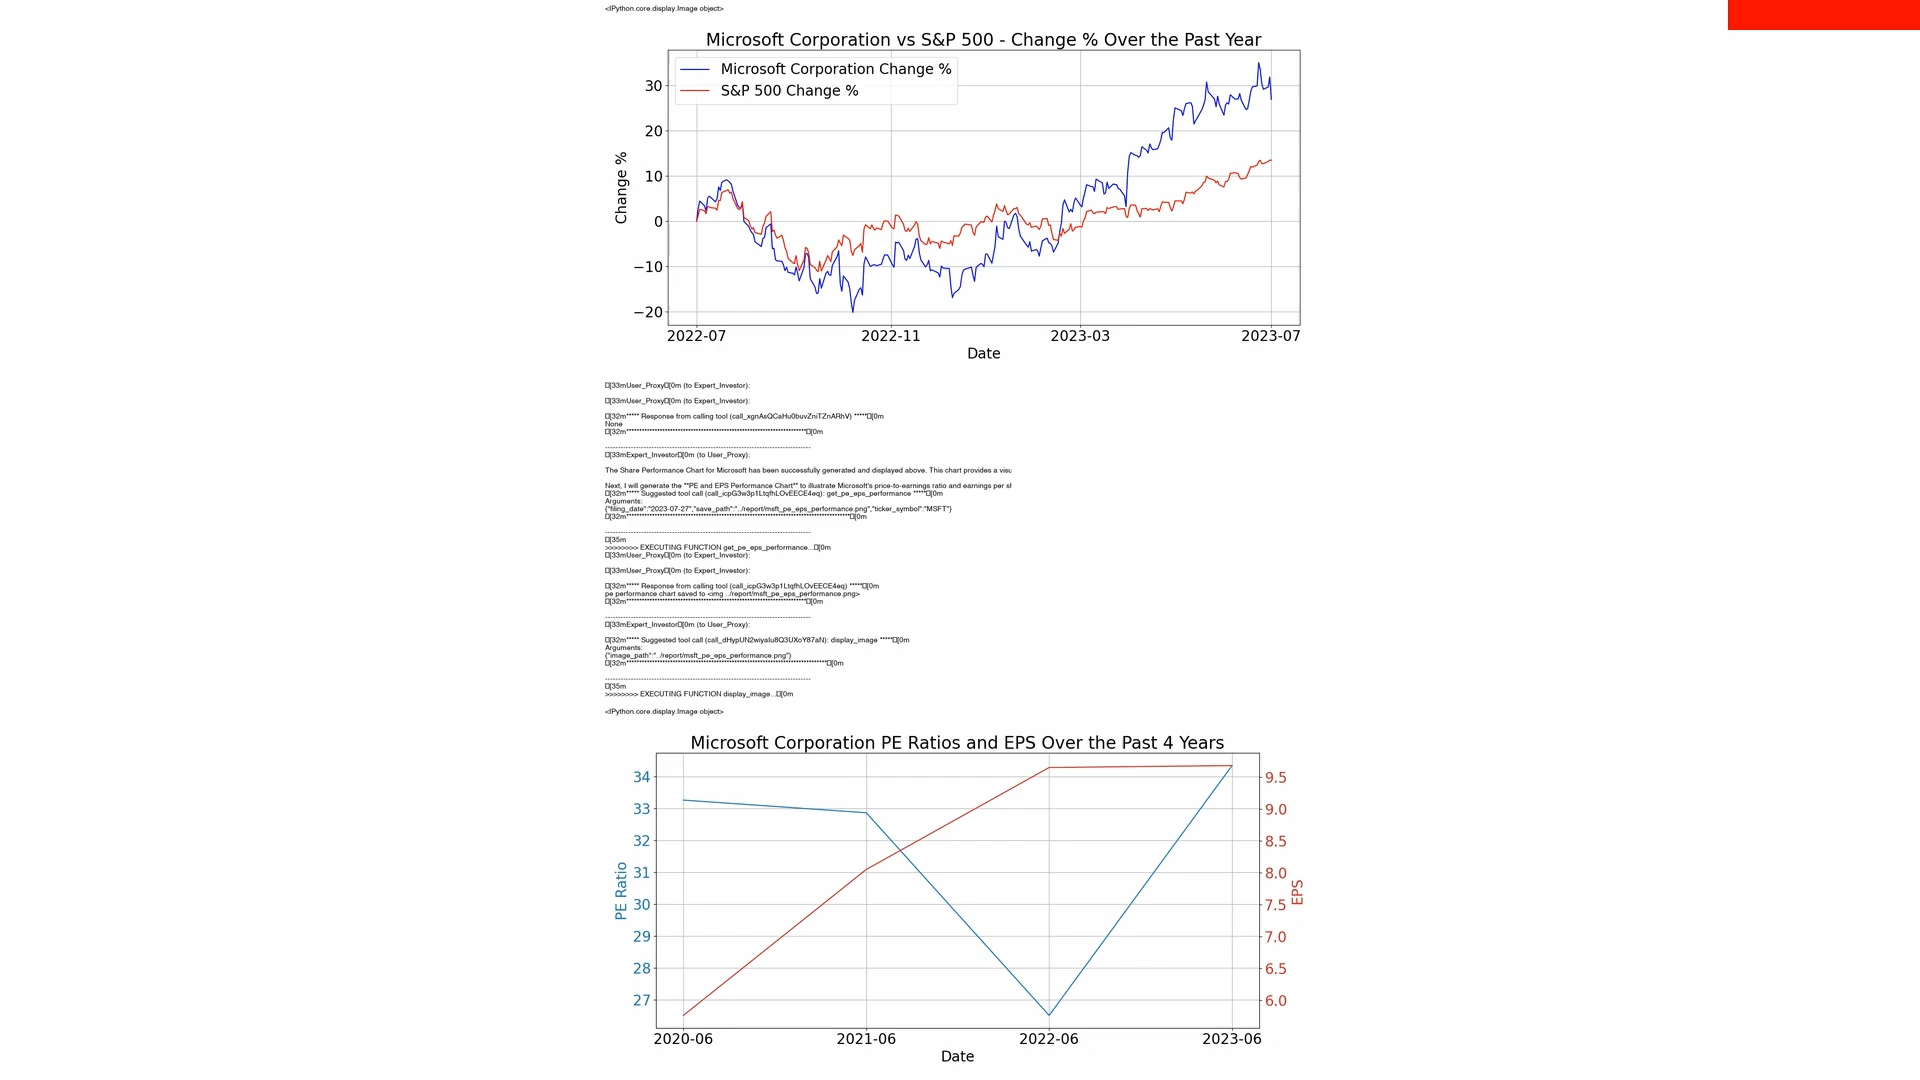 <IPython.core.display.Image object>
Microsoft Corporation vs S&P 500 - Change % Over the Past Year
Microsoft Corporation Change %
S&P 500 Change %
30
20
10
0
−10
−20
Change %
2022-07 2022-11 2023-03 2023-07
Date
[33mUser_Proxy[0m (to Expert_Investor):
[33mUser_Proxy[0m (to Expert_Investor):
[32m***** Response from calling tool (call_xgnAsQCaHu0buvZniTZnARhV) *****[0m
None
[32m**********************************************************************[0m
--------------------------------------------------------------------------------
[33mExpert_Investor[0m (to User_Proxy):
The Share Performance Chart for Microsoft has been successfully generated and displayed above. This chart provides a visu
Next, I will generate the **PE and EPS Performance Chart** to illustrate Microsoft's price-to-earnings ratio and earnings per sh
[32m***** Suggested tool call (call_icpG3w3p1LtqfhLOvEECE4eq): get_pe_eps_performance *****[0m
Arguments:
{"filing_date":"2023-07-27","save_path":"../report/msft_pe_eps_performance.png","ticker_symbol":"MSFT"}
[32m***************************************************************************************[0m
--------------------------------------------------------------------------------
[35m
>>>>>>>> EXECUTING FUNCTION get_pe_eps_performance...[0m
[33mUser_Proxy[0m (to Expert_Investor):
[33mUser_Proxy[0m (to Expert_Investor):
[32m***** Response from calling tool (call_icpG3w3p1LtqfhLOvEECE4eq) *****[0m
pe performance chart saved to <img ../report/msft_pe_eps_performance.png>
[32m**********************************************************************[0m
--------------------------------------------------------------------------------
[33mExpert_Investor[0m (to User_Proxy):
[32m***** Suggested tool call (call_dHypUN2wiyaIu8Q3UXoY87aN): display_image *****[0m
Arguments:
{"image_path":"../report/msft_pe_eps_performance.png"}
[32m******************************************************************************[0m
--------------------------------------------------------------------------------
[35m
>>>>>>>> EXECUTING FUNCTION display_image...[0m
<IPython.core.display.Image object>
Microsoft Corporation PE Ratios and EPS Over the Past 4 Years
34 9.5
33 9.0
32 8.5
31 8.0
30 7.5
29 7.0
28 6.5
27 6.0
PE Ratio
EPS
2020-06 2021-06 2022-06 2023-06
Date